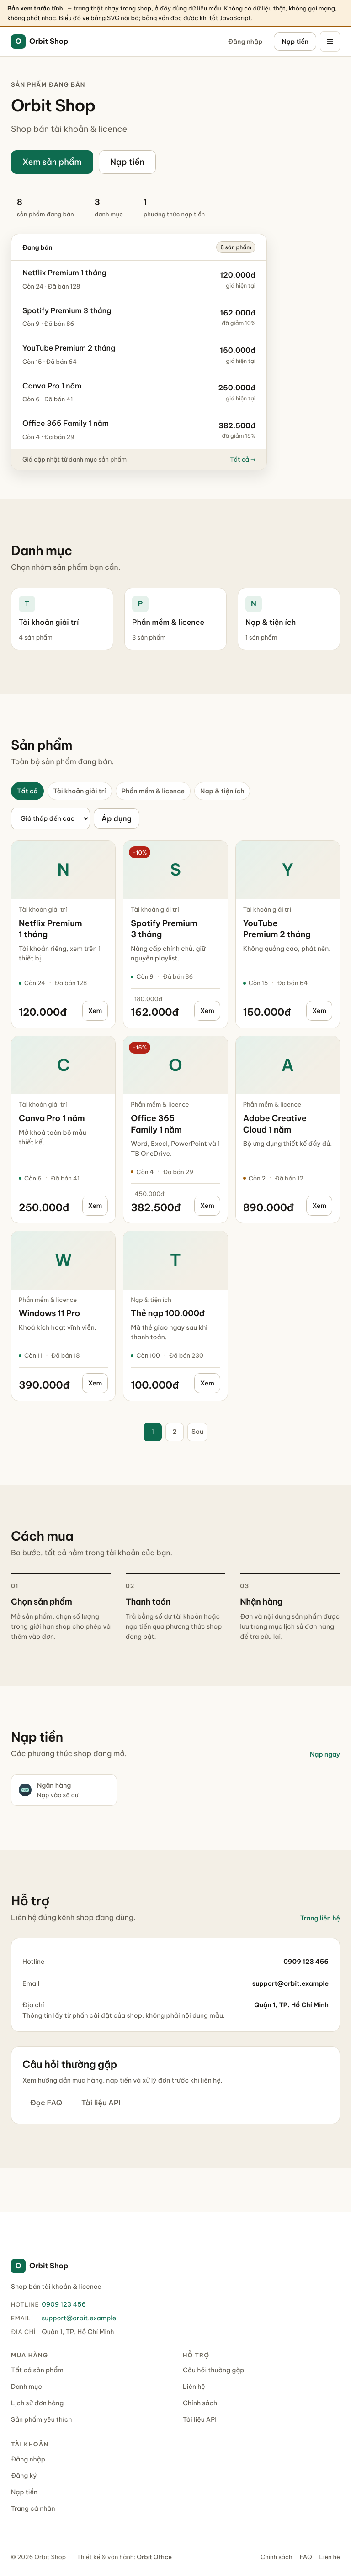 Bản xem trước tĩnh — trang thật chạy trong shop, ở đây dùng dữ liệu mẫu. Không có dữ liệu thật, không gọi mạng,
không phát nhạc. Biểu đồ vẽ bằng SVG nội bộ; bảng vẫn đọc được khi tắt JavaScript.
O Orbit Shop
Đăng nhập
Nạp tiền
SẢN PHẨM ĐANG BÁN
Orbit Shop
Shop bán tài khoản & licence
Xem sản phẩm
Nạp tiền
8
sản phẩm đang bán
3
danh mục
1
phương thức nạp tiền
Đang bán
8 sản phẩm
Netflix Premium 1 tháng
120.000đ
Còn 24 · Đã bán 128
giá hiện tại
Spotify Premium 3 tháng
162.000đ
Còn 9 · Đã bán 86
đã giảm 10%
YouTube Premium 2 tháng
150.000đ
Còn 15 · Đã bán 64
giá hiện tại
Canva Pro 1 năm
250.000đ
Còn 6 · Đã bán 41
giá hiện tại
Office 365 Family 1 năm
382.500đ
Còn 4 · Đã bán 29
đã giảm 15%
Giá cập nhật từ danh mục sản phẩm
Tất cả →
Danh mục
Chọn nhóm sản phẩm bạn cần.
T
Tài khoản giải trí
4 sản phẩm
P
Phần mềm & licence
3 sản phẩm
N
Nạp & tiện ích
1 sản phẩm
Sản phẩm
Toàn bộ sản phẩm đang bán.
Tất cả
Tài khoản giải trí
Phần mềm & licence
Nạp & tiện ích
Giá thấp đến cao
Áp dụng
N
Tài khoản giải trí
Netflix Premium
1 tháng
Tài khoản riêng, xem trên 1
thiết bị.
Còn 24 · Đã bán 128
120.000đ
Xem
-10%
S
Tài khoản giải trí
Spotify Premium
3 tháng
Nâng cấp chính chủ, giữ
nguyên playlist.
Còn 9 · Đã bán 86
180.000đ
162.000đ
Xem
Y
Tài khoản giải trí
YouTube
Premium 2 tháng
Không quảng cáo, phát nền.
Còn 15 · Đã bán 64
150.000đ
Xem
C
Tài khoản giải trí
Canva Pro 1 năm
Mở khoá toàn bộ mẫu
thiết kế.
Còn 6 · Đã bán 41
250.000đ
Xem
-15%
O
Phần mềm & licence
Office 365
Family 1 năm
Word, Excel, PowerPoint và 1
TB OneDrive.
Còn 4 · Đã bán 29
450.000đ
382.500đ
Xem
A
Phần mềm & licence
Adobe Creative
Cloud 1 năm
Bộ ứng dụng thiết kế đầy đủ.
Còn 2 · Đã bán 12
890.000đ
Xem
W
Phần mềm & licence
Windows 11 Pro
Khoá kích hoạt vĩnh viễn.
Còn 11 · Đã bán 18
390.000đ
Xem
T
Nạp & tiện ích
Thẻ nạp 100.000đ
Mã thẻ giao ngay sau khi
thanh toán.
Còn 100 · Đã bán 230
100.000đ
Xem
1
2
Sau
Cách mua
Ba bước, tất cả nằm trong tài khoản của bạn.
01
Chọn sản phẩm
Mở sản phẩm, chọn số lượng
trong giới hạn shop cho phép và
thêm vào đơn.
02
Thanh toán
Trả bằng số dư tài khoản hoặc
nạp tiền qua phương thức shop
đang bật.
03
Nhận hàng
Đơn và nội dung sản phẩm được
lưu trong mục lịch sử đơn hàng
để tra cứu lại.
Nạp tiền
Các phương thức shop đang mở.
Nạp ngay
Ngân hàng
Nạp vào số dư
Hỗ trợ
Liên hệ đúng kênh shop đang dùng.
Trang liên hệ
Hotline
0909 123 456
Email
support@orbit.example
Địa chỉ
Quận 1, TP. Hồ Chí Minh
Thông tin lấy từ phần cài đặt của shop, không phải nội dung mẫu.
Câu hỏi thường gặp
Xem hướng dẫn mua hàng, nạp tiền và xử lý đơn trước khi liên hệ.
Đọc FAQ
Tài liệu API
O Orbit Shop
Shop bán tài khoản & licence
HOTLINE 0909 123 456
EMAIL support@orbit.example
ĐỊA CHỈ Quận 1, TP. Hồ Chí Minh
MUA HÀNG
Tất cả sản phẩm
Danh mục
Lịch sử đơn hàng
Sản phẩm yêu thích
HỖ TRỢ
Câu hỏi thường gặp
Liên hệ
Chính sách
Tài liệu API
TÀI KHOẢN
Đăng nhập
Đăng ký
Nạp tiền
Trang cá nhân
© 2026 Orbit Shop
Thiết kế & vận hành: Orbit Office
Chính sách
FAQ
Liên hệ